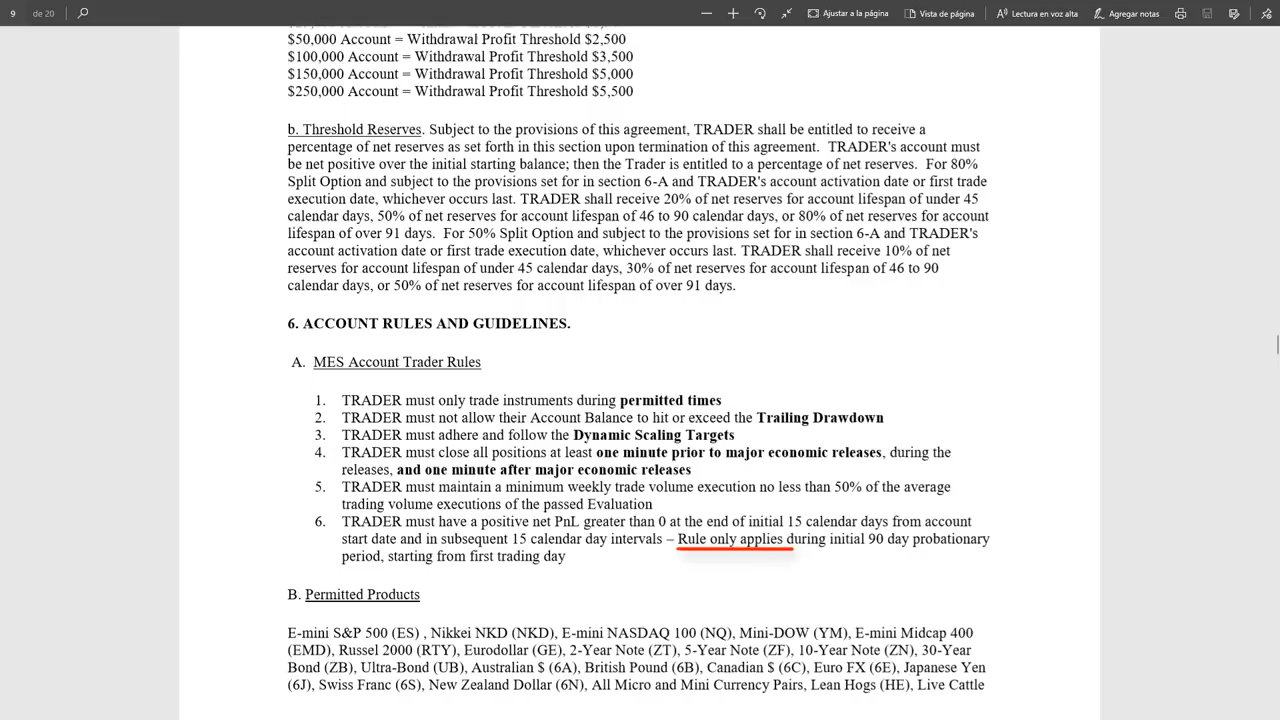 9 de 20
Ajustar a la página
Vista de página
Lectura en voz alta
Agregar notas
$50,000 Account = Withdrawal Profit Threshold $2,500
$100,000 Account = Withdrawal Profit Threshold $3,500
$150,000 Account = Withdrawal Profit Threshold $5,000
$250,000 Account = Withdrawal Profit Threshold $5,500
b. Threshold Reserves. Subject to the provisions of this agreement, TRADER shall be entitled to receive a
percentage of net reserves as set forth in this section upon termination of this agreement. TRADER's account must
be net positive over the initial starting balance; then the Trader is entitled to a percentage of net reserves. For 80%
Split Option and subject to the provisions set for in section 6-A and TRADER's account activation date or first trade
execution date, whichever occurs last. TRADER shall receive 20% of net reserves for account lifespan of under 45
calendar days, 50% of net reserves for account lifespan of 46 to 90 calendar days, or 80% of net reserves for account
lifespan of over 91 days. For 50% Split Option and subject to the provisions set for in section 6-A and TRADER's
account activation date or first trade execution date, whichever occurs last. TRADER shall receive 10% of net
reserves for account lifespan of under 45 calendar days, 30% of net reserves for account lifespan of 46 to 90
calendar days, or 50% of net reserves for account lifespan of over 91 days.
6. ACCOUNT RULES AND GUIDELINES.
A. MES Account Trader Rules
1. TRADER must only trade instruments during permitted times
2. TRADER must not allow their Account Balance to hit or exceed the Trailing Drawdown
3. TRADER must adhere and follow the Dynamic Scaling Targets
4. TRADER must close all positions at least one minute prior to major economic releases, during the
releases, and one minute after major economic releases
5. TRADER must maintain a minimum weekly trade volume execution no less than 50% of the average
trading volume executions of the passed Evaluation
6. TRADER must have a positive net PnL greater than 0 at the end of initial 15 calendar days from account
start date and in subsequent 15 calendar day intervals – Rule only applies during initial 90 day probationary
period, starting from first trading day
B. Permitted Products
E-mini S&P 500 (ES) , Nikkei NKD (NKD), E-mini NASDAQ 100 (NQ), Mini-DOW (YM), E-mini Midcap 400
(EMD), Russel 2000 (RTY), Eurodollar (GE), 2-Year Note (ZT), 5-Year Note (ZF), 10-Year Note (ZN), 30-Year
Bond (ZB), Ultra-Bond (UB), Australian $ (6A), British Pound (6B), Canadian $ (6C), Euro FX (6E), Japanese Yen
(6J), Swiss Franc (6S), New Zealand Dollar (6N), All Micro and Mini Currency Pairs, Lean Hogs (HE), Live Cattle